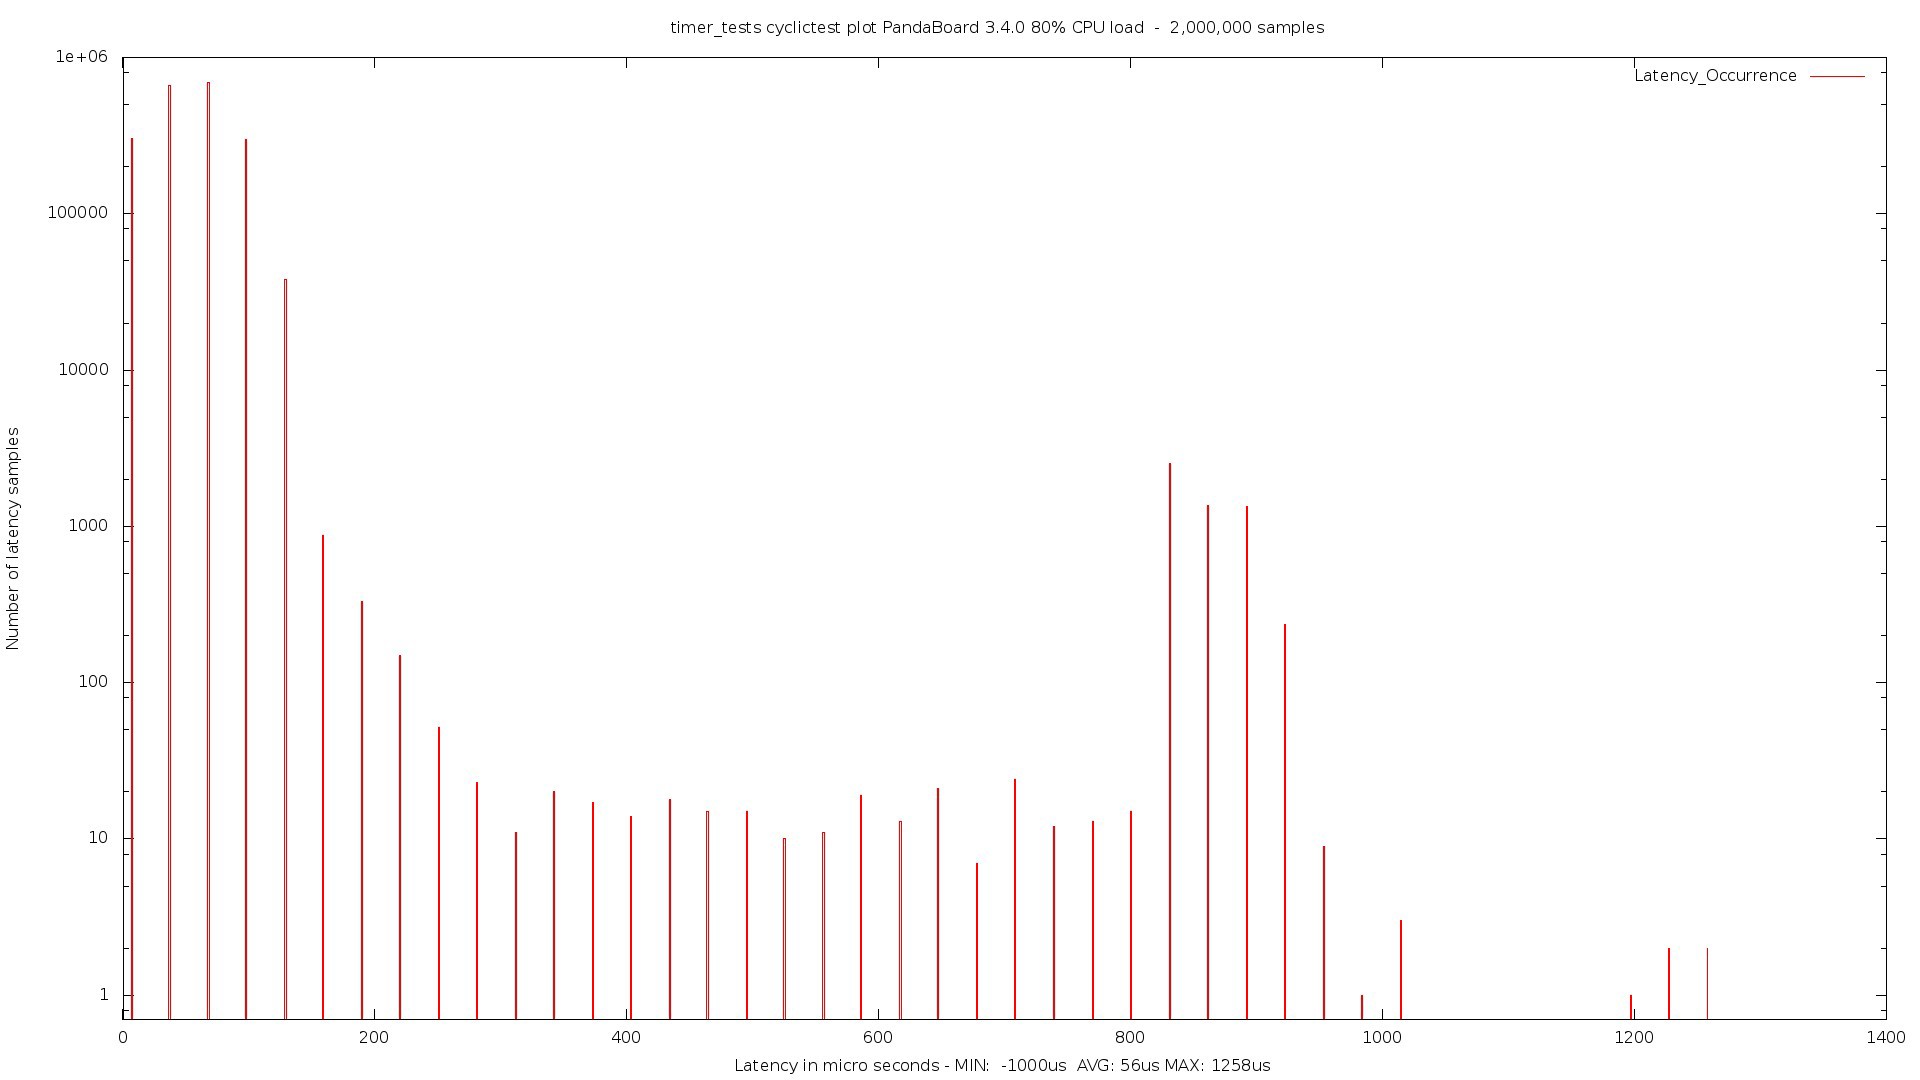 timer_tests cyclictest plot PandaBoard 3.4.0 80% CPU load  -  2,000,000 samples
Latency_Occurrence
1e+06
100000
10000
1000
100
10
1
Number of latency samples
0 200 400 600 800 1000 1200 1400
Latency in micro seconds - MIN:  -1000us  AVG: 56us MAX: 1258us